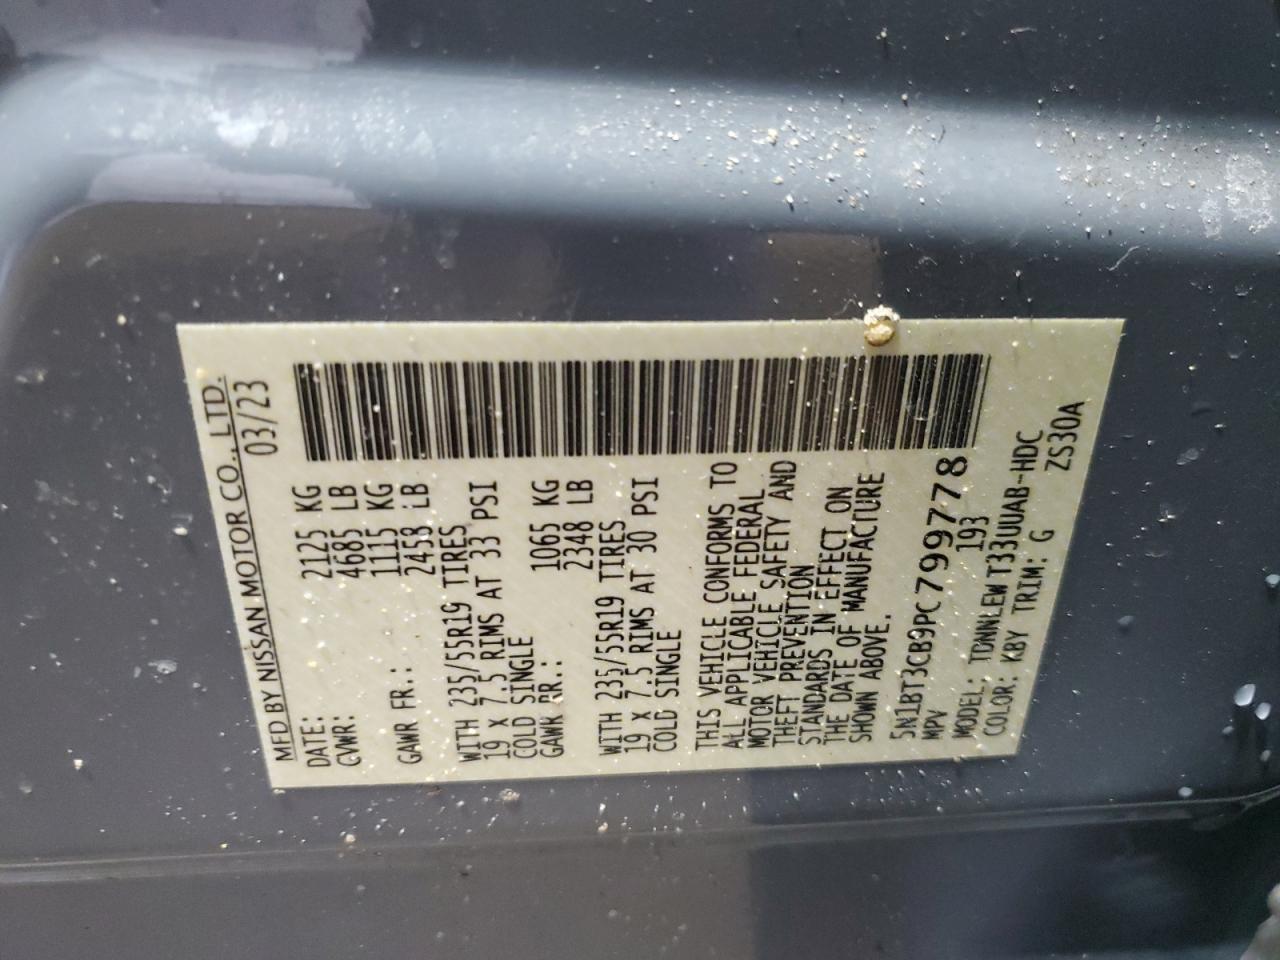 MFD BY NISSAN MOTOR CO., LTD.
DATE: 03/23
GVWR: 2125 KG
4685 LB
GAWR FR.: 1115 KG
2458 LB
WITH 235/55R19 TIRES
19 X 7.5 RIMS AT 33 PSI
COLD SINGLE
GAWR RR.: 1065 KG
2348 LB
WITH 235/55R19 TIRES
19 X 7.5 RIMS AT 30 PSI
COLD SINGLE
THIS VEHICLE CONFORMS TO
ALL APPLICABLE FEDERAL
MOTOR VEHICLE SAFETY AND
THEFT PREVENTION
STANDARDS IN EFFECT ON
THE DATE OF MANUFACTURE
SHOWN ABOVE.
5N1BT3CB9PC799778
MPV 193
MODEL: TDNNLEWT33UUAB-HDC
COLOR: KBY TRIM: G ZS30A